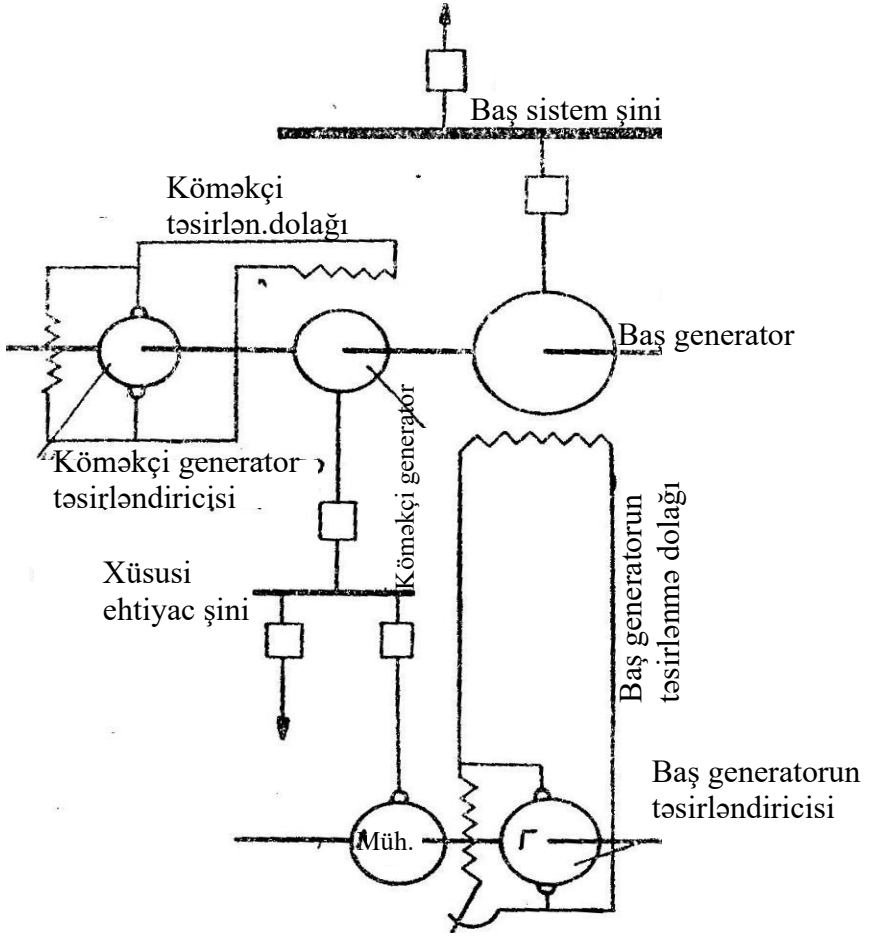 Baş sistem şini
Köməkçi
təsirlən.dolağı
Baş generator
Köməkçi generator
Köməkçi generator
təsirləndiricisi
Baş generatorun
təsirlənmə dolağı
Xüsusi
ehtiyac şini
Baş generatorun
təsirləndiricisi
Müh.
Г